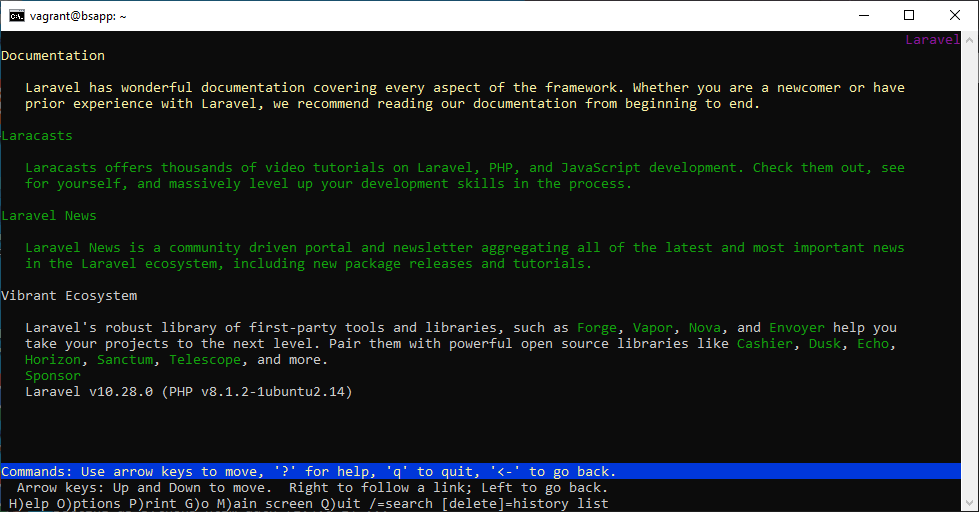 vagrant@bsapp: ~
Laravel
Documentation
Laravel has wonderful documentation covering every aspect of the framework. Whether you are a newcomer or have
prior experience with Laravel, we recommend reading our documentation from beginning to end.
Laracasts
Laracasts offers thousands of video tutorials on Laravel, PHP, and JavaScript development. Check them out, see
for yourself, and massively level up your development skills in the process.
Laravel News
Laravel News is a community driven portal and newsletter aggregating all of the latest and most important news
in the Laravel ecosystem, including new package releases and tutorials.
Vibrant Ecosystem
Laravel's robust library of first-party tools and libraries, such as Forge, Vapor, Nova, and Envoyer help you
take your projects to the next level. Pair them with powerful open source libraries like Cashier, Dusk, Echo,
Horizon, Sanctum, Telescope, and more.
Sponsor
Laravel v10.28.0 (PHP v8.1.2-1ubuntu2.14)
Commands: Use arrow keys to move, '?' for help, 'q' to quit, '<-' to go back.
Arrow keys: Up and Down to move.  Right to follow a link; Left to go back.
H)elp O)ptions P)rint G)o M)ain screen Q)uit /=search [delete]=history list